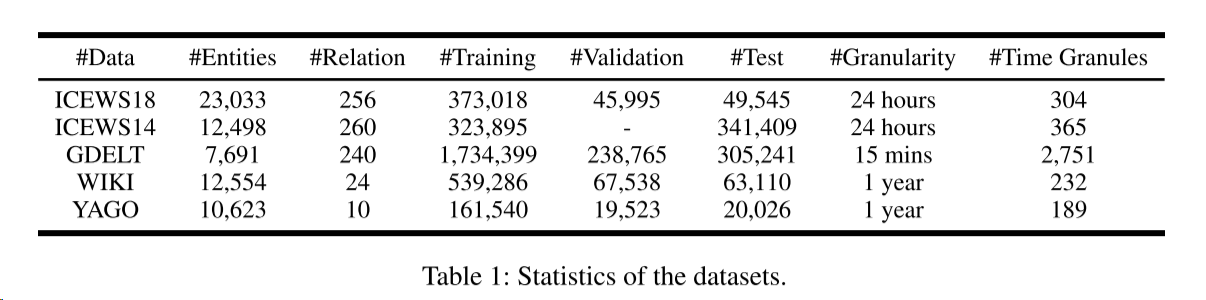 #Data #Entities #Relation #Training #Validation #Test #Granularity #Time Granules
ICEWS18 23,033 256 373,018 45,995 49,545 24 hours 304
ICEWS14 12,498 260 323,895 - 341,409 24 hours 365
GDELT 7,691 240 1,734,399 238,765 305,241 15 mins 2,751
WIKI 12,554 24 539,286 67,538 63,110 1 year 232
YAGO 10,623 10 161,540 19,523 20,026 1 year 189
Table 1: Statistics of the datasets.